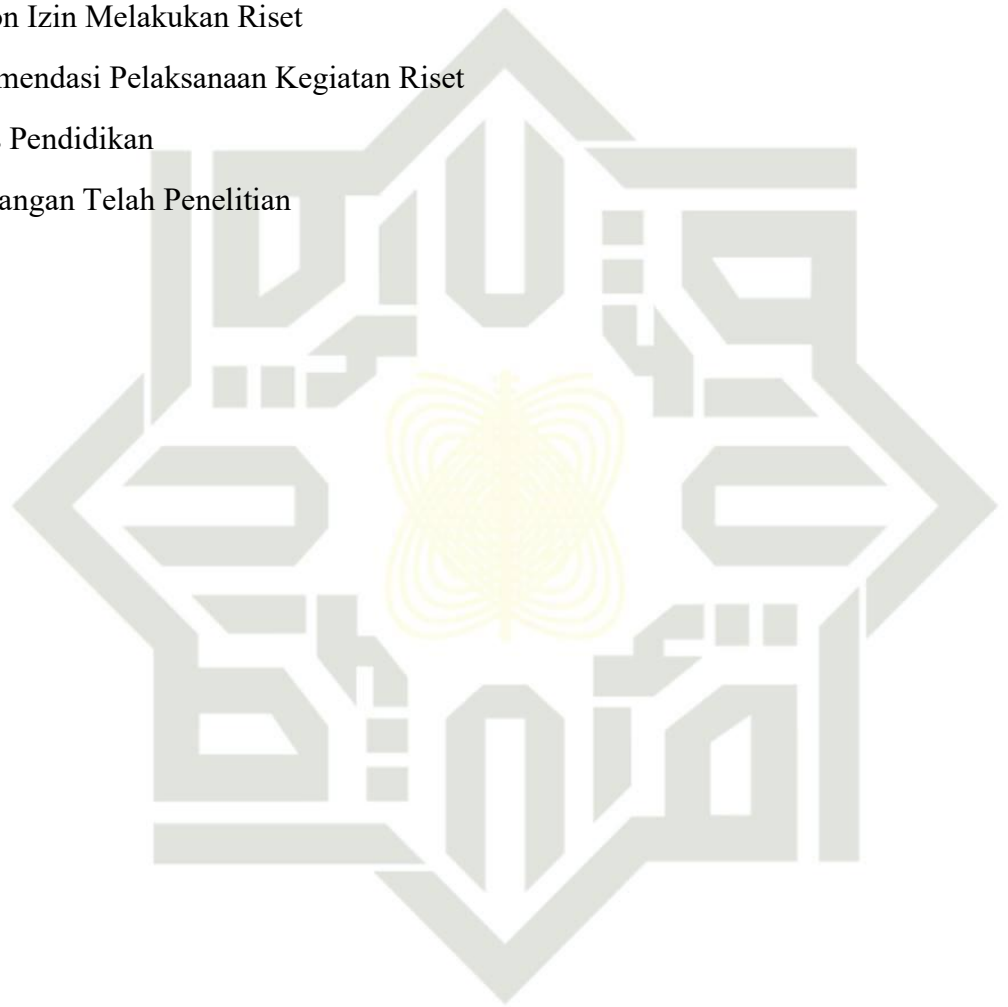 on Izin Melakukan Riset
mendasi Pelaksanaan Kegiatan Riset
Pendidikan
angan Telah Penelitian